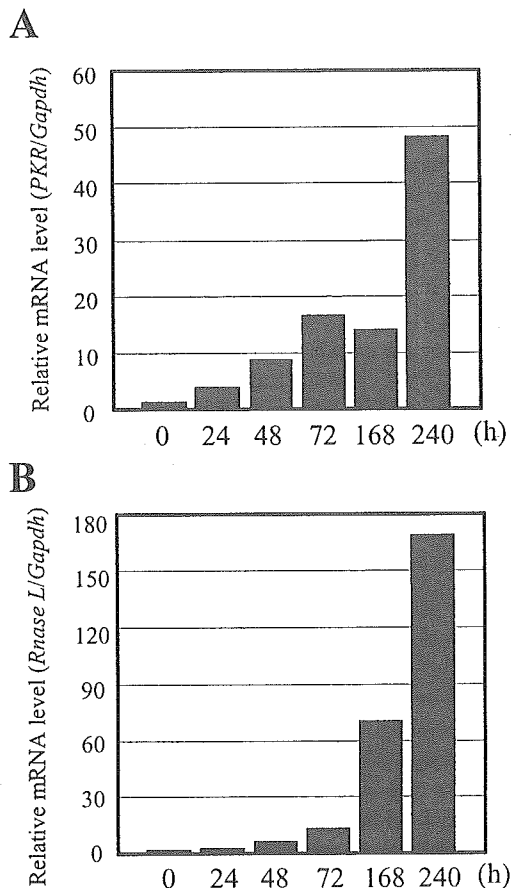 A
Relative mRNA level (PKR/Gapdh)
60
50
40
30
20
10
0
0 24 48 72 168 240 (h)
B
Relative mRNA level (Rnase L/Gapdh)
180
150
120
90
60
30
0
0 24 48 72 168 240 (h)